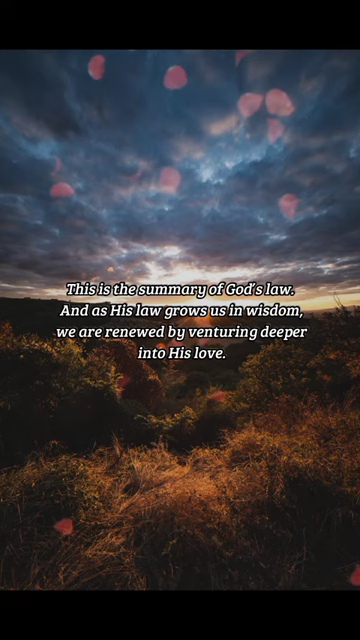 This is the summary of God's law.
And as His law grows us in wisdom,
we are renewed by venturing deeper
into His love.